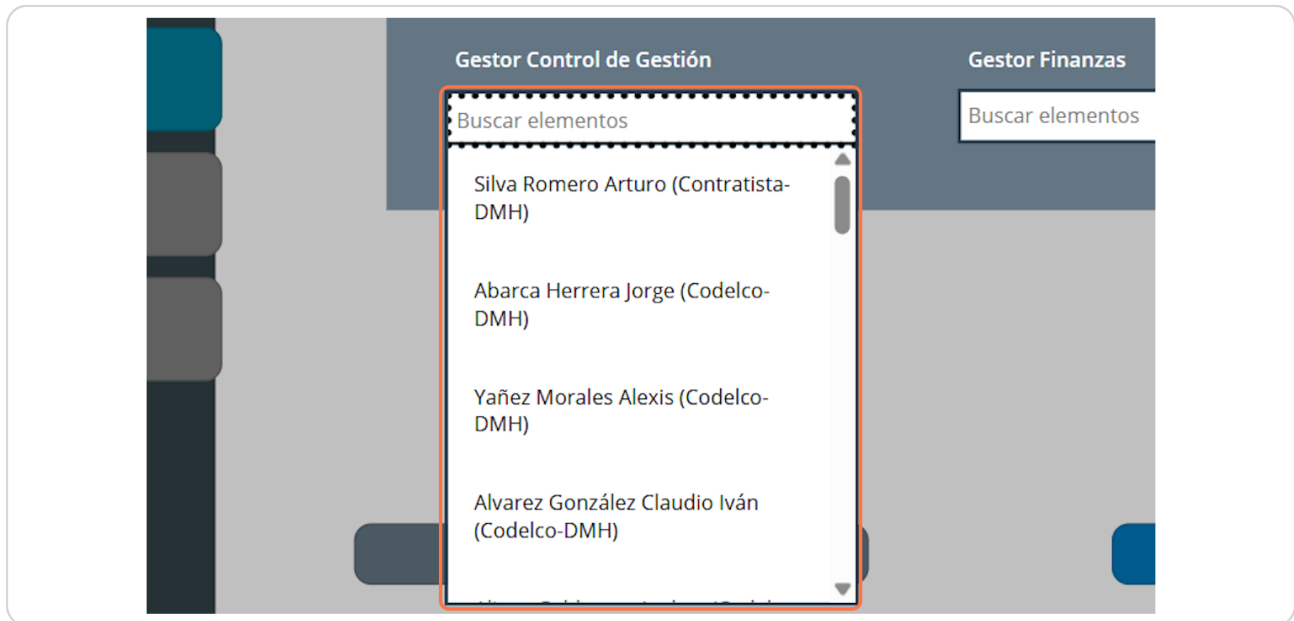 Gestor Control de Gestión
Gestor Finanzas
Buscar elementos
Buscar elementos
Silva Romero Arturo (Contratista-
DMH)
Abarca Herrera Jorge (Codelco-
DMH)
Yañez Morales Alexis (Codelco-
DMH)
Alvarez González Claudio Iván
(Codelco-DMH)